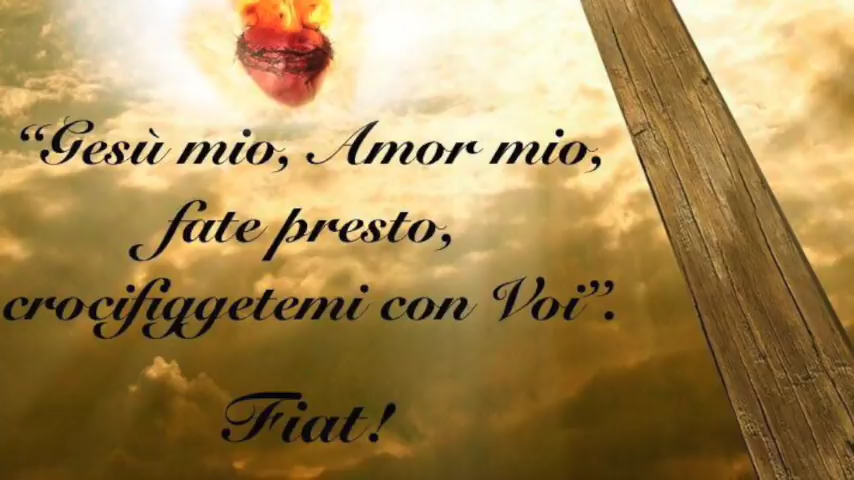 “Gesù mio, Amor mio,
fate presto,
crocifiggetemi con Voi”.
Fiat!